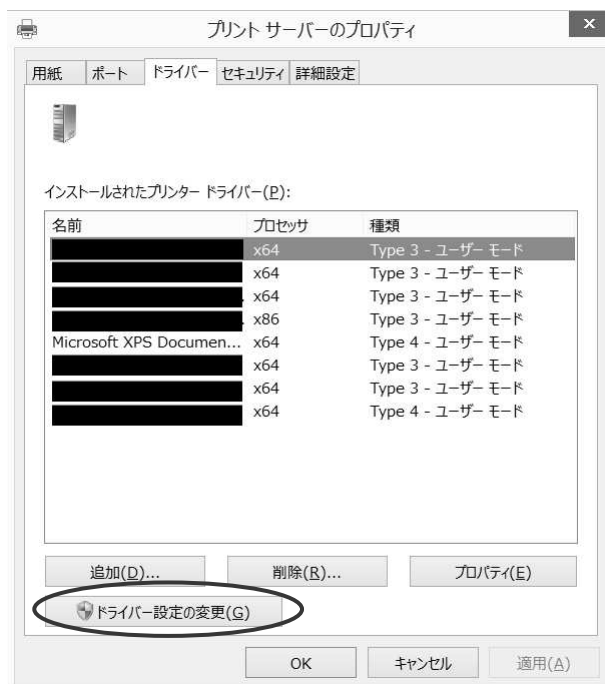 プリント サーバーのプロパティ
用紙 ポート ドライバー セキュリティ 詳細設定
インストールされたプリンター ドライバー(P):
名前 プロセッサ 種類
x64 Type 3 - ユーザー モード
x64 Type 3 - ユーザー モード
x64 Type 3 - ユーザー モード
x86 Type 3 - ユーザー モード
Microsoft XPS Documen... x64 Type 4 - ユーザー モード
x64 Type 3 - ユーザー モード
x64 Type 3 - ユーザー モード
x64 Type 4 - ユーザー モード
追加(D)... 削除(R)... プロパティ(E)
ドライバー設定の変更(G)
OK キャンセル 適用(A)